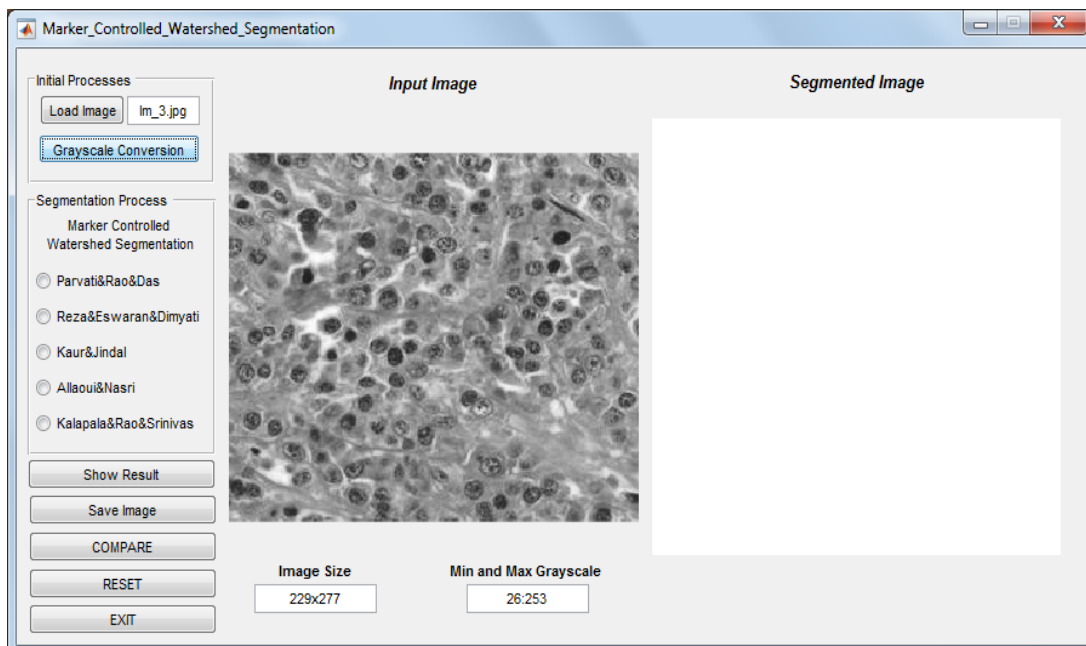 Marker_Controlled_Watershed_Segmentation
Initial Processes
Load Image
Im_3.jpg
Grayscale Conversion
Segmentation Process
Marker Controlled
Watershed Segmentation
Parvati&Rao&Das
Reza&Eswaran&Dimyati
Kaur&Jindal
Allaoui&Nasri
Kalapala&Rao&Srinivas
Show Result
Save Image
COMPARE
RESET
EXIT
Input Image
Image Size
229x277
Min and Max Grayscale
26:253
Segmented Image